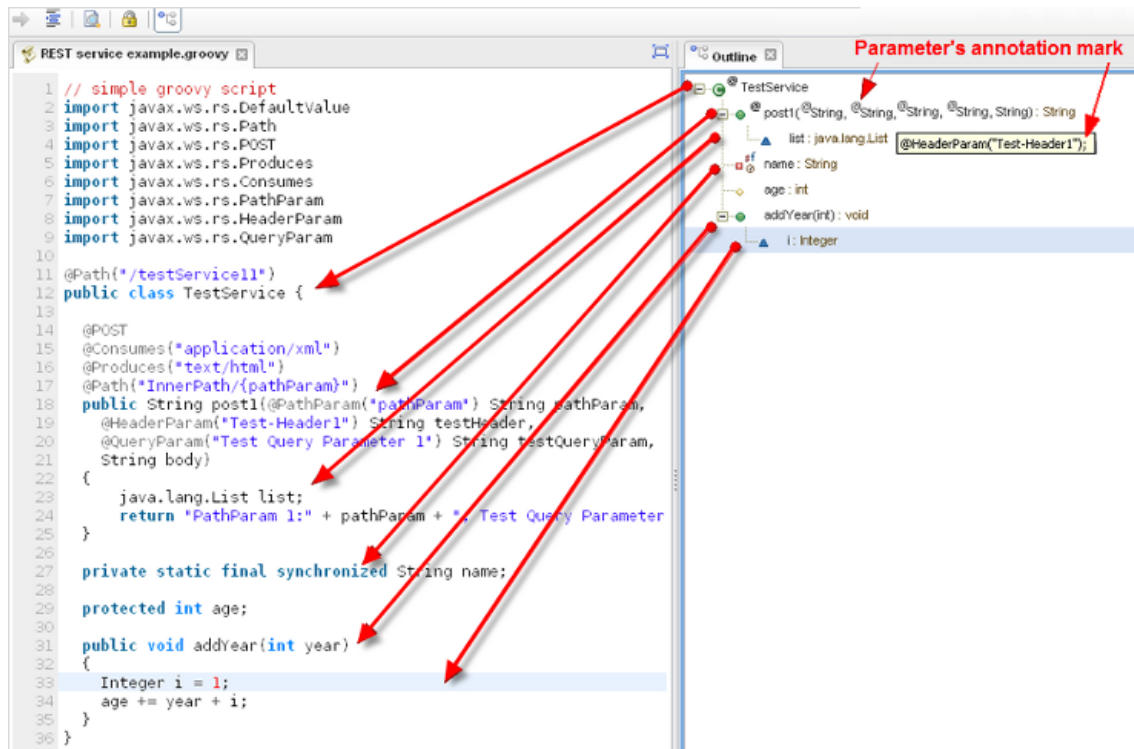 REST service example.groovy
1 // simple groovy script
2 import javax.ws.rs.DefaultValue
3 import javax.ws.rs.Path
4 import javax.ws.rs.POST
5 import javax.ws.rs.Produces
6 import javax.ws.rs.Consumes
7 import javax.ws.rs.PathParam
8 import javax.ws.rs.HeaderParam
9 import javax.ws.rs.QueryParam
10
11 @Path("/testService11")
12 public class TestService {
13
14 @POST
15 @Consumes("application/xml")
16 @Produces("text/html")
17 @Path("InnerPath/{pathParam}")
18 public String post1(@PathParam("pathParam") String pathParam,
19 @HeaderParam("Test-Header1") String testHeader,
20 @QueryParam("Test Query Parameter 1") String testQueryParam,
21 String body)
22 {
23 java.lang.List list;
24 return "PathParam 1:" + pathParam + ", Test Query Parameter
25 }
26
27 private static final synchronized String name;
28
29 protected int age;
30
31 public void addYear(int year)
32 {
33 Integer i = 1;
34 age += year + i;
35 }
36 }
Outline
Parameter's annotation mark
@ TestService
@ post1(@String, @String, @String, @String, String) : String
list : java.lang.List
@HeaderParam("Test-Header1");
name : String
age : int
addYear(int) : void
i : Integer